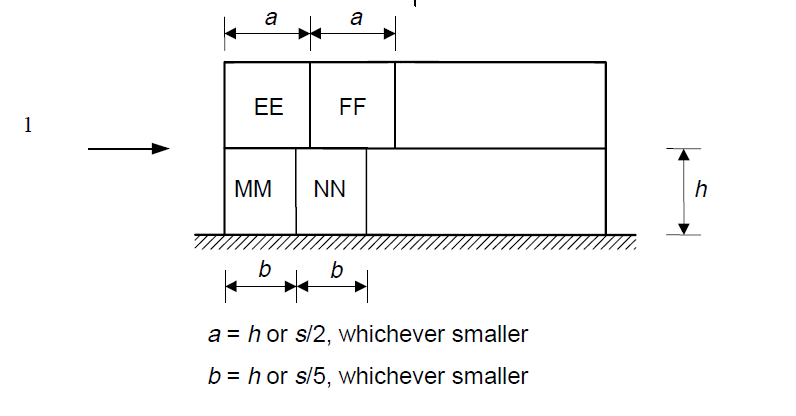 a a
EE FF
1
MM NN
h
b b
a = h or s/2, whichever smaller
b = h or s/5, whichever smaller